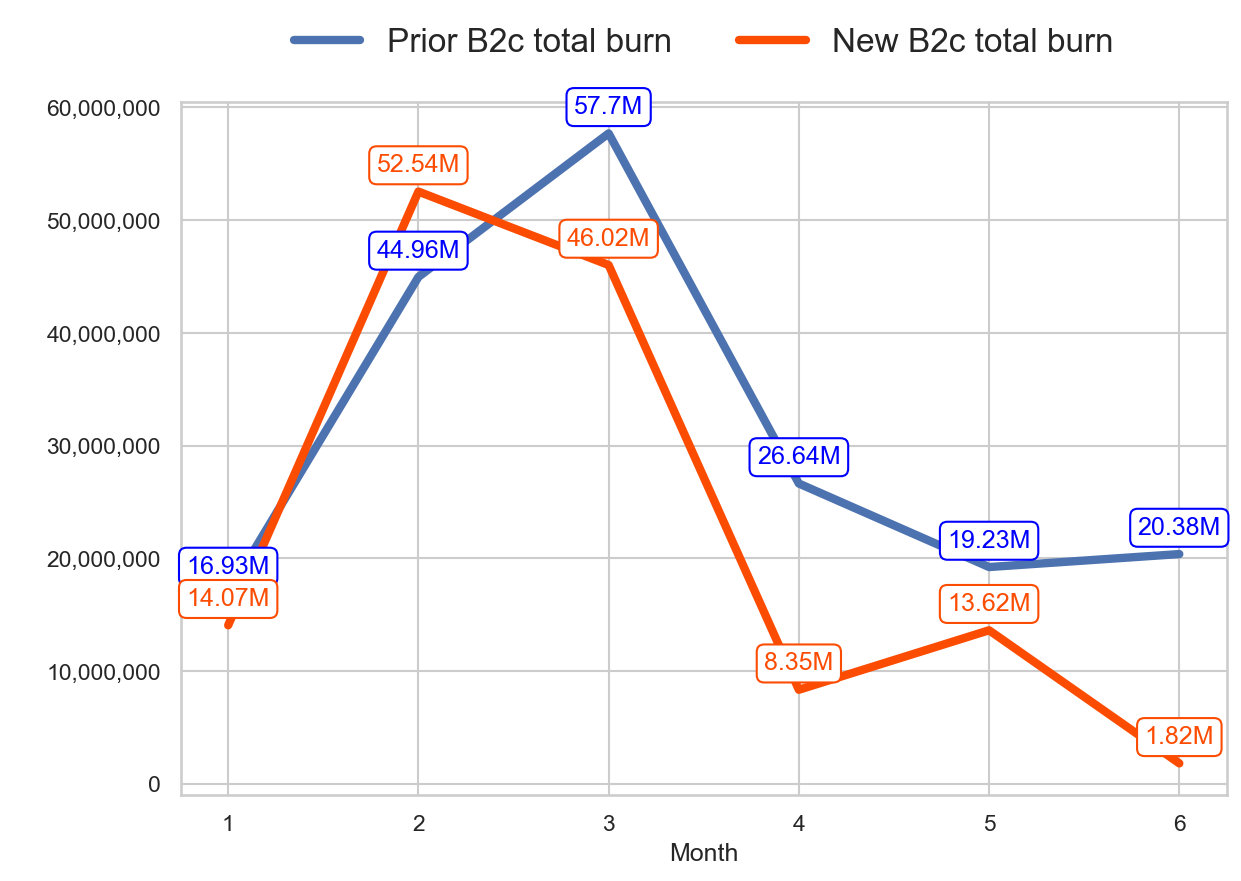 Prior B2c total burn New B2c total burn
60,000,000
57.7M
52.54M
50,000,000
46.02M
44.96M
40,000,000
30,000,000
26.64M
20.38M
19.23M
20,000,000
16.93M
14.07M
13.62M
10,000,000
8.35M
1.82M
0
1 2 3 4 5 6
Month